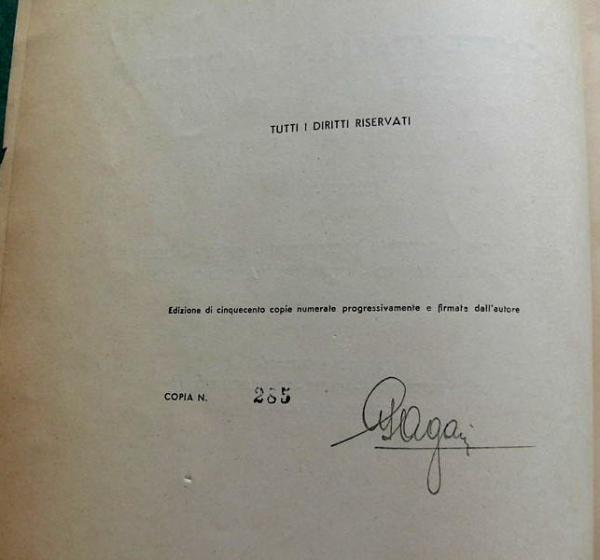 TUTTI I DIRITTI RISERVATI
Edizione di cinquecento copie numerate progressivamente e firmate dall'autore
COPIA N. 285